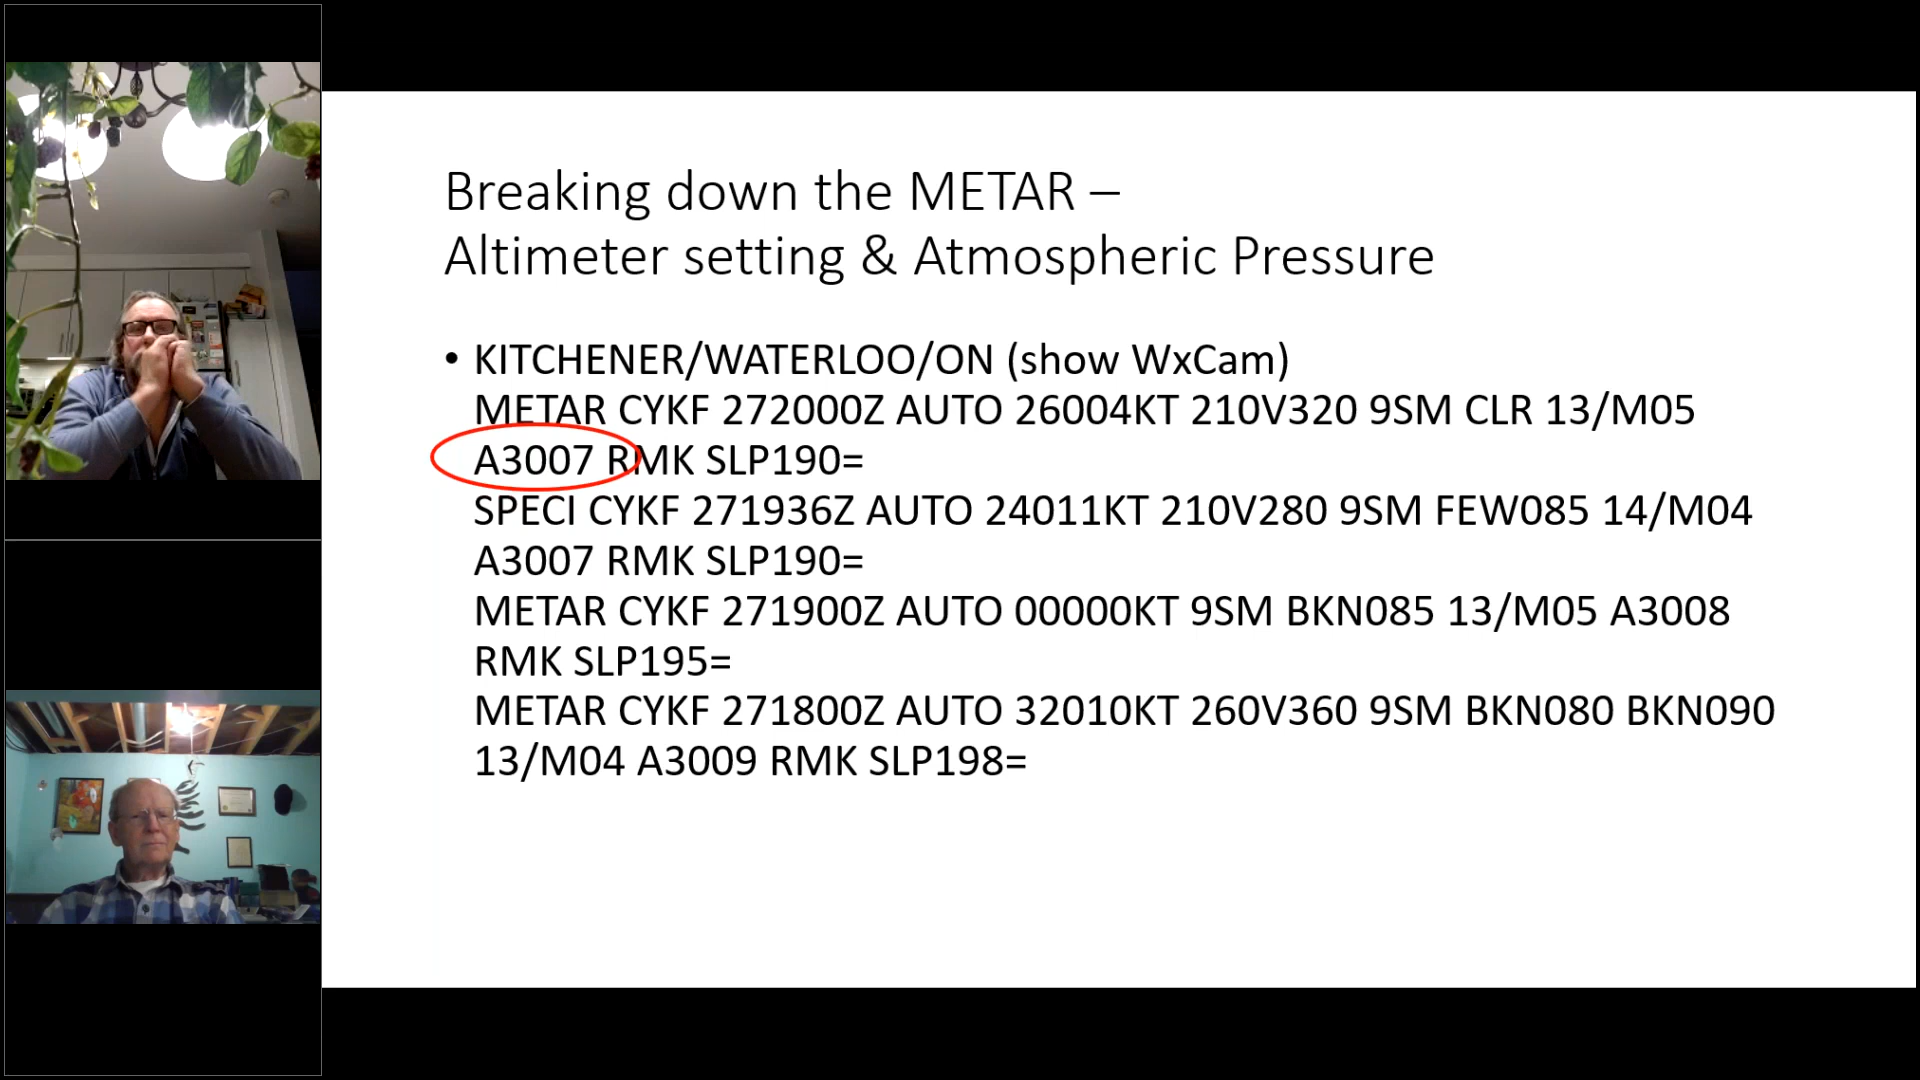 Breaking down the METAR –
Altimeter setting & Atmospheric Pressure
• KITCHENER/WATERLOO/ON (show WxCam)
METAR CYKF 272000Z AUTO 26004KT 210V320 9SM CLR 13/M05
A3007 RMK SLP190=
SPECI CYKF 271936Z AUTO 24011KT 210V280 9SM FEW085 14/M04
A3007 RMK SLP190=
METAR CYKF 271900Z AUTO 00000KT 9SM BKN085 13/M05 A3008
RMK SLP195=
METAR CYKF 271800Z AUTO 32010KT 260V360 9SM BKN080 BKN090
13/M04 A3009 RMK SLP198=